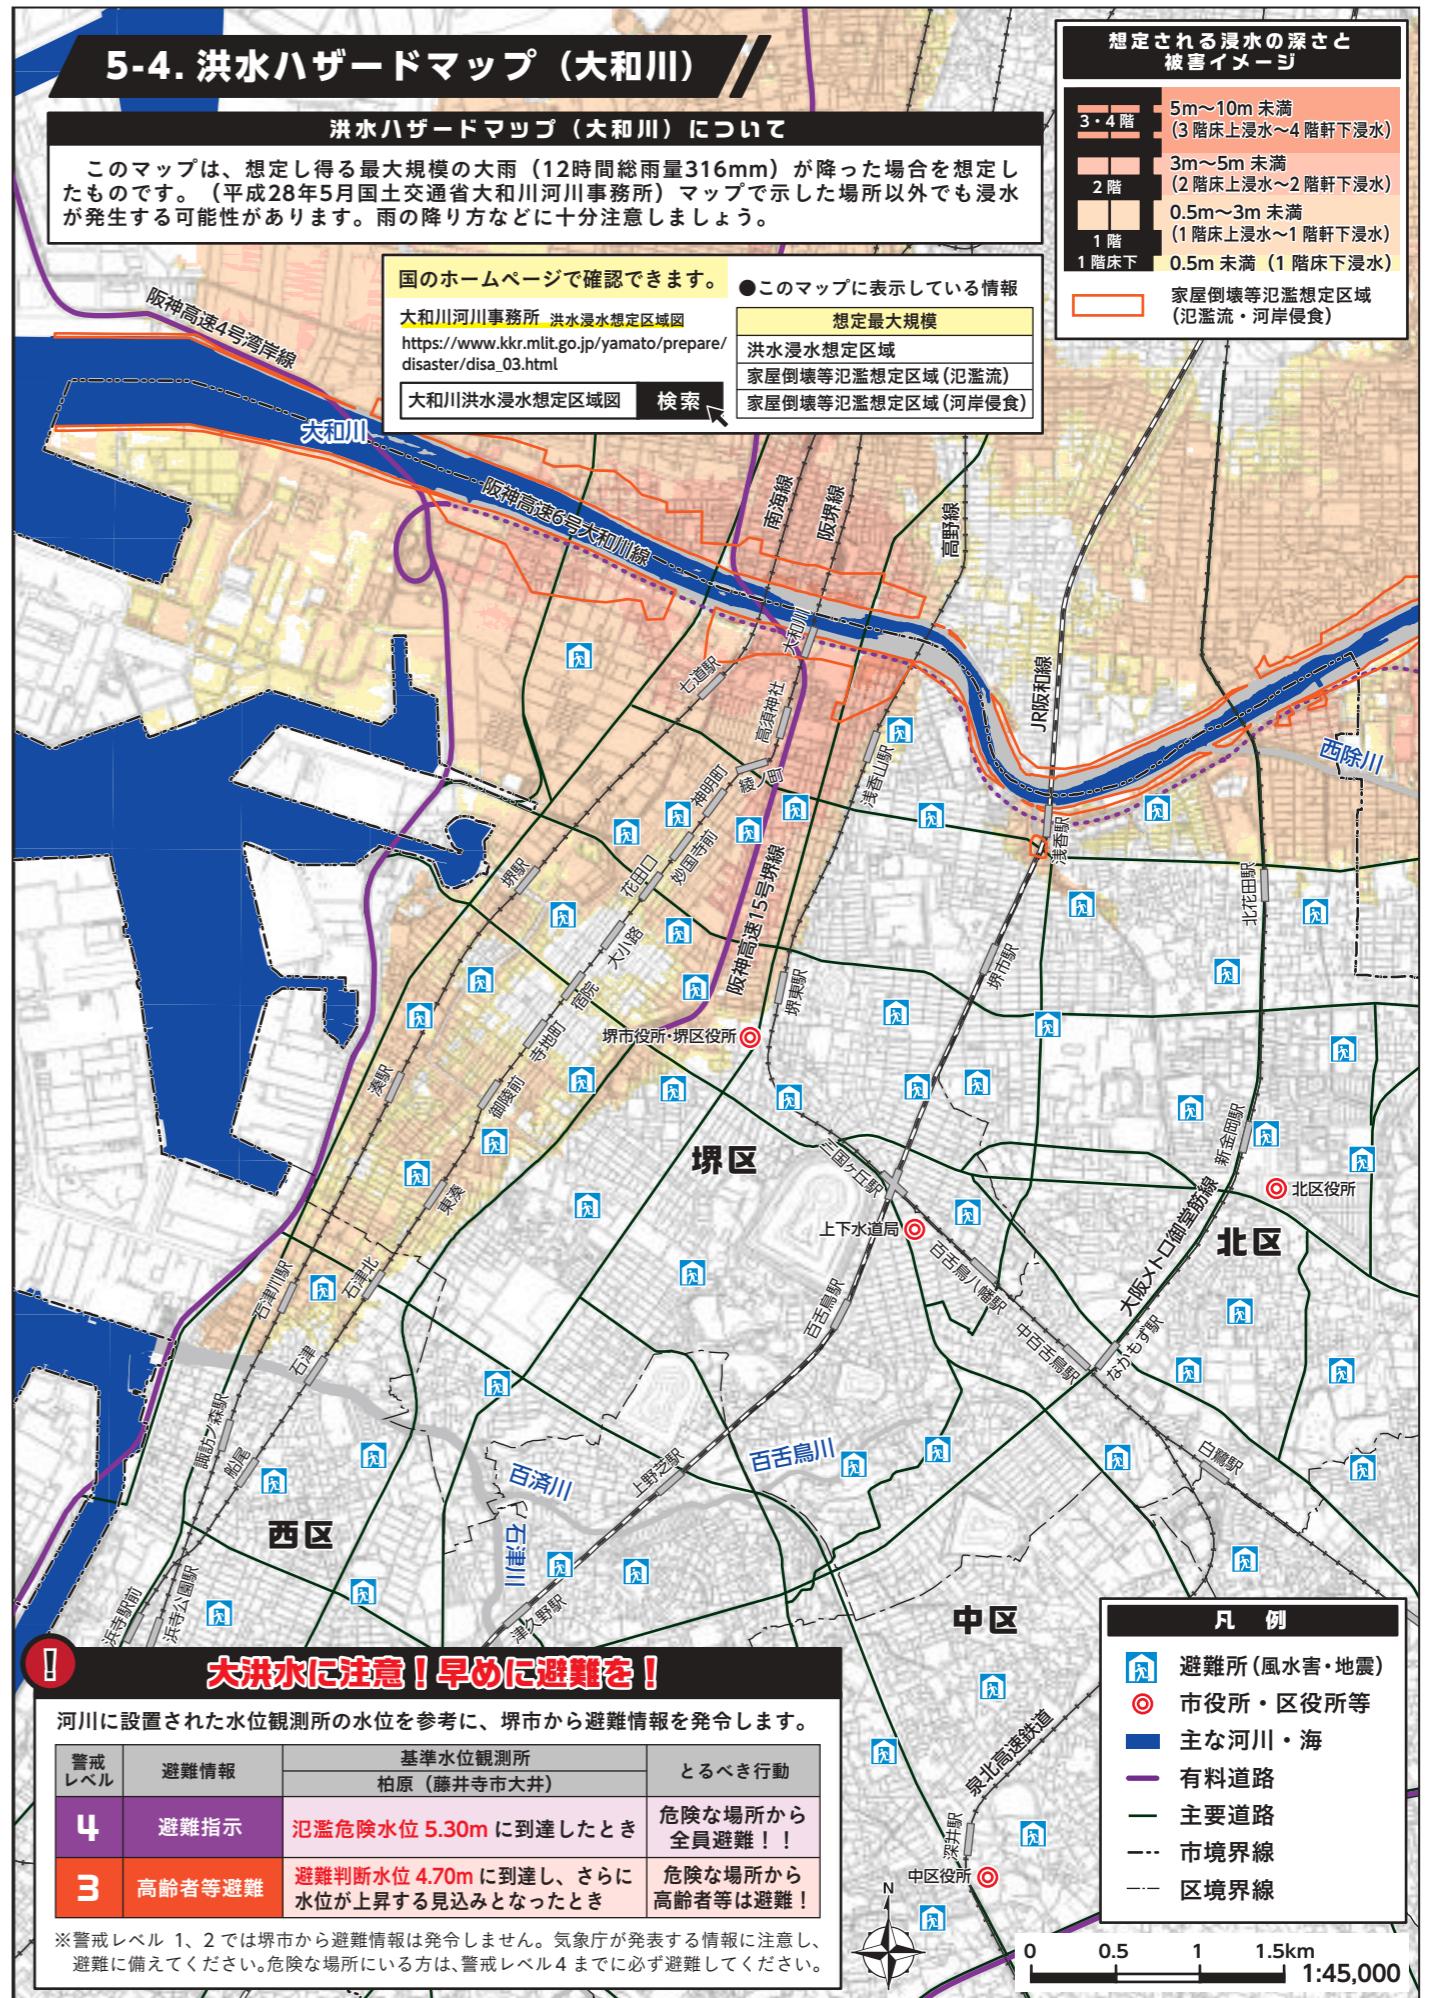 5-4. 洪水ハザードマップ（大和川）
洪水ハザードマップ（大和川）について
このマップは、想定し得る最大規模の大雨（12時間総雨量316mm）が降った場合を想定し
たものです。（平成28年5月国土交通省大和川河川事務所）マップで示した場所以外でも浸水
が発生する可能性があります。雨の降り方などに十分注意しましょう。
想定される浸水の深さと
被害イメージ
3・4階
5m～10m 未満
(3 階床上浸水～4 階軒下浸水)
2 階
3m～5m 未満
(2 階床上浸水～2 階軒下浸水)
1 階
0.5m～3m 未満
(1 階床上浸水～1 階軒下浸水)
1 階床下
0.5m 未満（1 階床下浸水）
家屋倒壊等氾濫想定区域
(氾濫流・河岸侵食)
国のホームページで確認できます。
大和川河川事務所 洪水浸水想定区域図
https://www.kkr.mlit.go.jp/yamato/prepare/
disaster/disa_03.html
大和川洪水浸水想定区域図
検索
●このマップに表示している情報
想定最大規模
洪水浸水想定区域
家屋倒壊等氾濫想定区域(氾濫流)
家屋倒壊等氾濫想定区域(河岸侵食)
阪神高速4号湾岸線
大和川
阪神高速6号大和川線
南海線
阪堺線
高野線
JR阪和線
西除川
大和川
七道駅
高須神社
浅香山駅
綾ノ町
神明町
妙国寺前
花田口
阪神高速15号堺線
浅香駅
北花田駅
堺駅
大小路
堺市駅
堺東駅
宿院
寺地町
堺市役所・堺区役所
湊駅
御陵前
堺区
三国ヶ丘駅
新金岡駅
北区役所
東湊
上下水道局
大阪メトロ御堂筋線
北区
石津川駅
石津北
百舌鳥八幡駅
百舌鳥駅
中百舌鳥駅
なかもず駅
石津
諏訪ノ森駅
船尾
百済川
上野芝駅
百舌鳥川
白鷺駅
西区
石津川
津久野駅
浜寺駅前
浜寺公園駅
中区
泉北高速鉄道
深井駅
中区役所
!
大洪水に注意！早めに避難を！
河川に設置された水位観測所の水位を参考に、堺市から避難情報を発令します。
警戒
レベル
避難情報
基準水位観測所
柏原（藤井寺市大井）
とるべき行動
4
避難指示
氾濫危険水位 5.30m に到達したとき
危険な場所から
全員避難！！
3
高齢者等避難
避難判断水位 4.70m に到達し、さらに
水位が上昇する見込みとなったとき
危険な場所から
高齢者等は避難！
※警戒レベル 1、2 では堺市から避難情報は発令しません。気象庁が発表する情報に注意し、
避難に備えてください。危険な場所にいる方は、警戒レベル4 までに必ず避難してください。
凡 例
避難所(風水害・地震)
市役所・区役所等
主な河川・海
有料道路
主要道路
市境界線
区境界線
N
0 0.5 1 1.5km
1:45,000